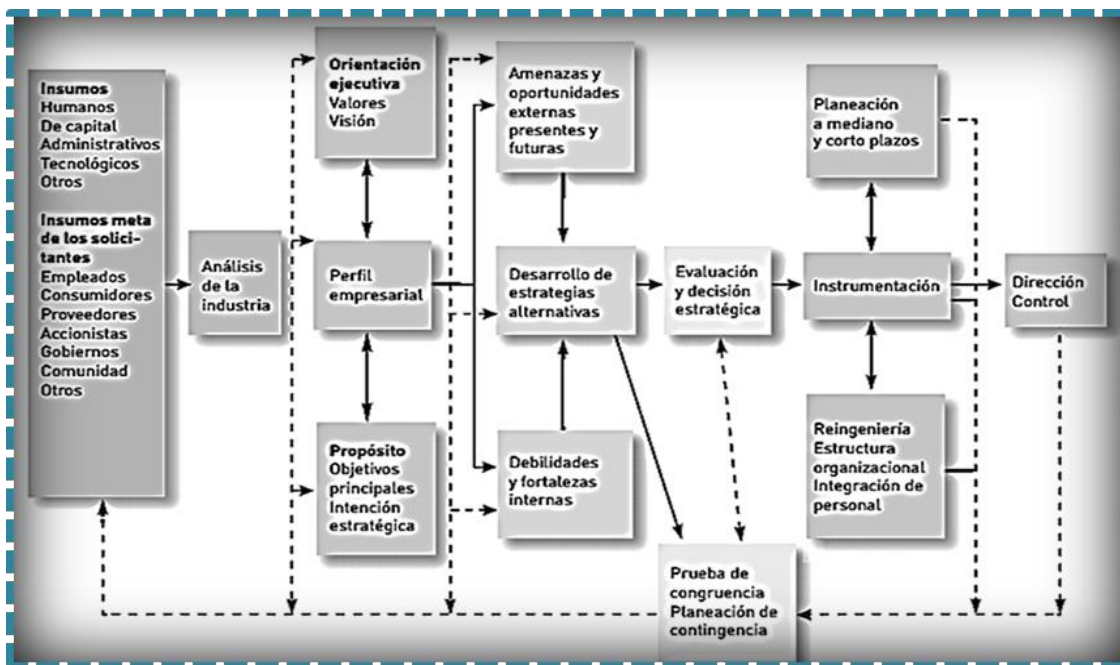 Insumos
Humanos
De capital
Administrativos
Tecnológicos
Otros
Insumos meta
de los solici-
tantes
Empleados
Consumidores
Proveedores
Accionistas
Gobiernos
Comunidad
Otros
Análisis
de la
industria
Orientación
ejecutiva
Valores
Visión
Perfil
empresarial
Propósito
Objetivos
principales
Intención
estratégica
Amenazas y
oportunidades
externas
presentes y
futuras
Desarrollo de
estrategias
alternativas
Debilidades
y fortalezas
internas
Evaluación
y decisión
estratégica
Prueba de
congruencia
Planeación de
contingencia
Planeación
a mediano
y corto plazos
Instrumentación
Reingeniería
Estructura
organizacional
Integración de
personal
Dirección
Control